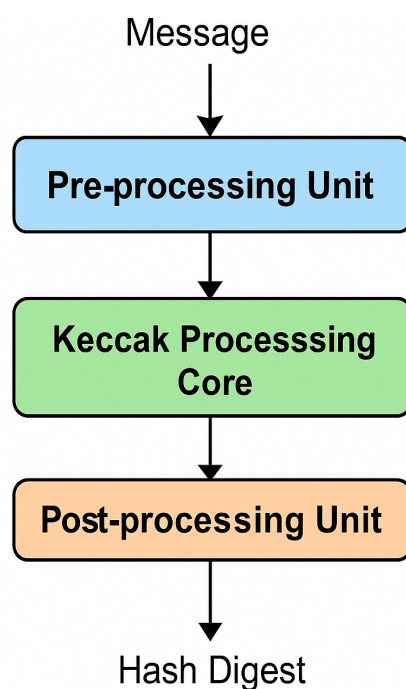 Message
Pre-processing Unit
Keccak Processsing
Core
Post-processing Unit
Hash Digest